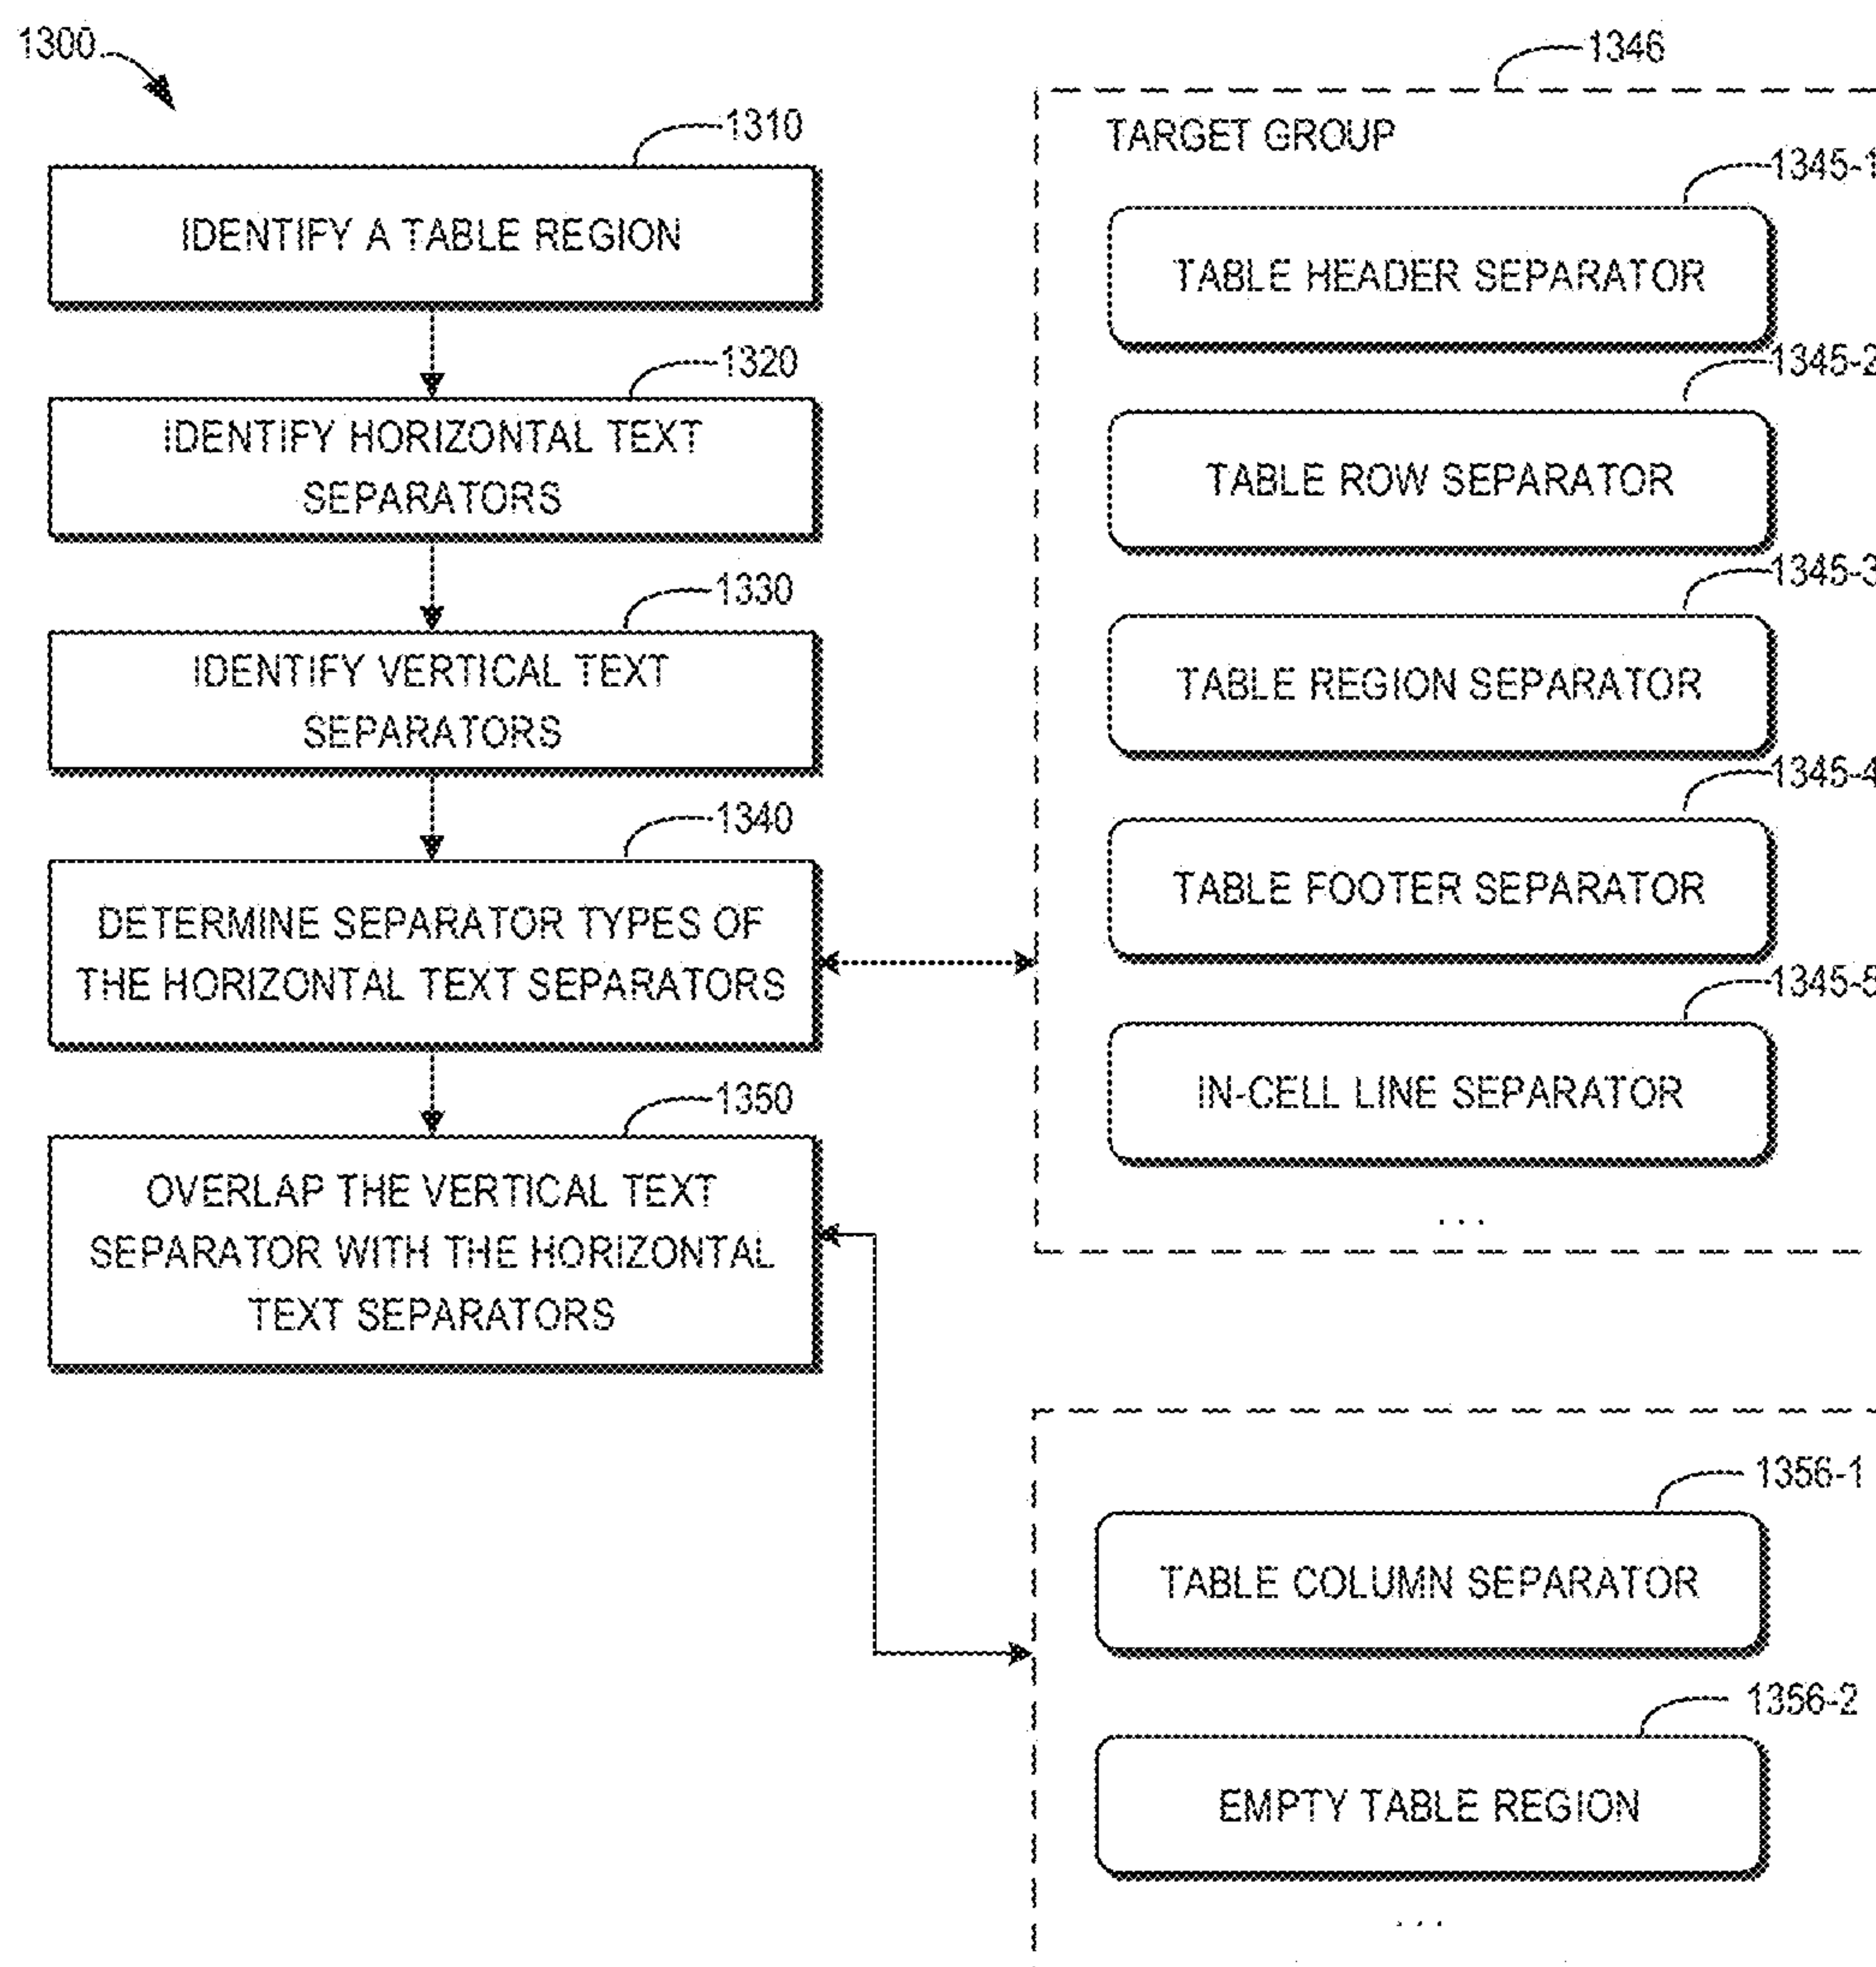 1300
1310
IDENTIFY A TABLE REGION
1320
IDENTIFY HORIZONTAL TEXT
SEPARATORS
1330
IDENTIFY VERTICAL TEXT
SEPARATORS
1340
DETERMINE SEPARATOR TYPES OF
THE HORIZONTAL TEXT SEPARATORS
1350
OVERLAP THE VERTICAL TEXT
SEPARATOR WITH THE HORIZONTAL
TEXT SEPARATORS
1346
TARGET GROUP
1345-1
TABLE HEADER SEPARATOR
1345-2
TABLE ROW SEPARATOR
1345-3
TABLE REGION SEPARATOR
1345-4
TABLE FOOTER SEPARATOR
1345-5
IN-CELL LINE SEPARATOR
...
1356-1
TABLE COLUMN SEPARATOR
1356-2
EMPTY TABLE REGION
...